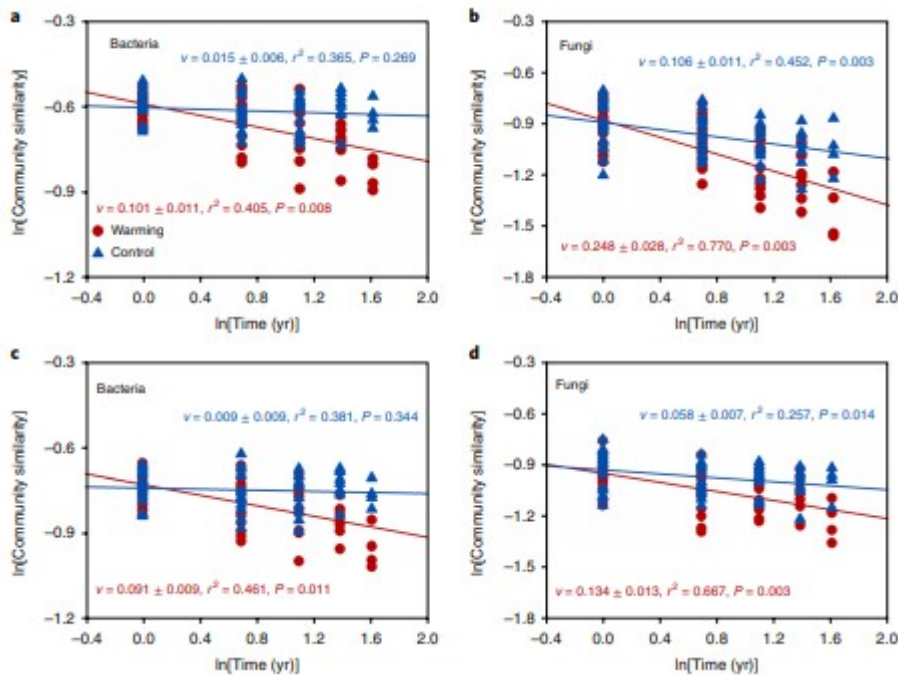 a
−0.3
−0.6
−0.9
−1.2
ln[Community similarity]
Bacteria
v = 0.015 ± 0.006, r² = 0.365, P = 0.269
v = 0.101 ± 0.011, r² = 0.405, P = 0.008
Warming
Control
−0.4 0.0 0.4 0.8 1.2 1.6 2.0
ln[Time (yr)]
b
−0.3
−0.6
−0.9
−1.2
−1.5
−1.8
ln[Community similarity]
Fungi
v = 0.106 ± 0.011, r² = 0.452, P = 0.003
v = 0.248 ± 0.028, r² = 0.770, P = 0.003
−0.4 0.0 0.4 0.8 1.2 1.6 2.0
ln[Time (yr)]
c
−0.3
−0.6
−0.9
−1.2
ln[Community similarity]
Bacteria
v = 0.009 ± 0.009, r² = 0.381, P = 0.344
v = 0.091 ± 0.009, r² = 0.461, P = 0.011
−0.4 0.0 0.4 0.8 1.2 1.6 2.0
ln[Time (yr)]
d
−0.3
−0.6
−0.9
−1.2
−1.5
−1.8
ln[Community similarity]
Fungi
v = 0.058 ± 0.007, r² = 0.257, P = 0.014
v = 0.134 ± 0.013, r² = 0.667, P = 0.003
−0.4 0.0 0.4 0.8 1.2 1.6 2.0
ln[Time (yr)]